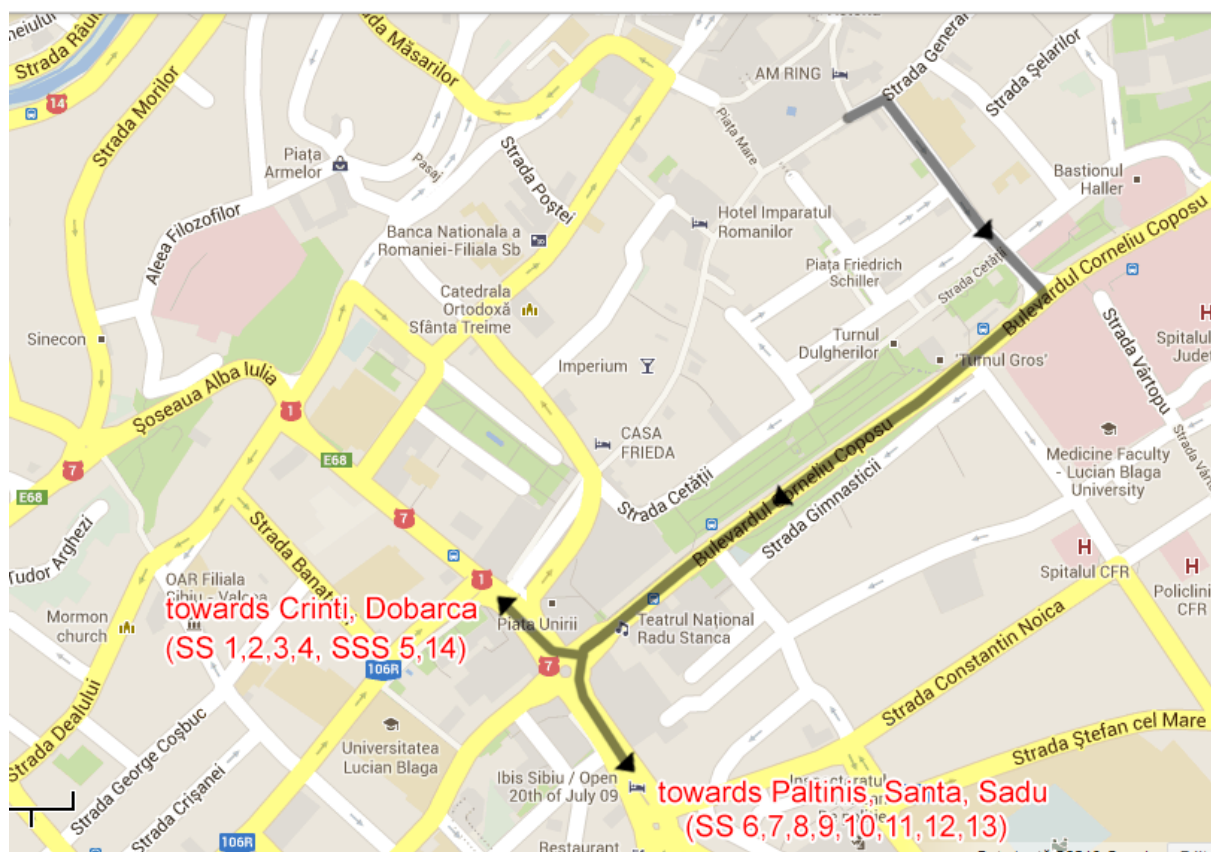 Strada Râul
14
Strada Morilor
Strada Măsarilor
AM RING
Strada General
Strada Șelarilor
Piața Mare
Piața
Armelor
Pasaj
Strada Poștei
Bastionul
Haller
Aleea Filozofilor
Banca Nationala a
Romaniei-Filiala Sb
Hotel Imparatul
Romanilor
Bulevardul Corneliu Coposu
Piața Friedrich
Schiller
Strada Cetății
Catedrala
Ortodoxă
Sfânta Treime
H
Sinecon
Turnul
Dulgherilor
'Turnul Gros'
Strada Vârtopu
Spitalul
Județ
Imperium
Șoseaua Alba Iulia
1
CASA
FRIEDA
Bulevardul Corneliu Coposu
Medicine Faculty
- Lucian Blaga
University
7
E68
E68
Strada Cetății
Strada Gimnasticii
7
Tudor Arghezi
Strada Banatului
H
Spitalul CFR
H
CFR
OAR Filiala
Sibiu - Valcea
1
towards Crinti, Dobarca
(SS 1,2,3,4, SSS 5,14)
Mormon
church
Piața Unirii
Teatrul Național
Radu Stanca
7
106R
Strada Constantin Noica
Strada Dealului
Strada George Coșbuc
Strada Crișanei
Universitatea
Lucian Blaga
Strada Ștefan cel Mare
Ibis Sibiu / Open
20th of July 09
towards Paltinis, Santa, Sadu
(SS 6,7,8,9,10,11,12,13)
106R
Restaurant